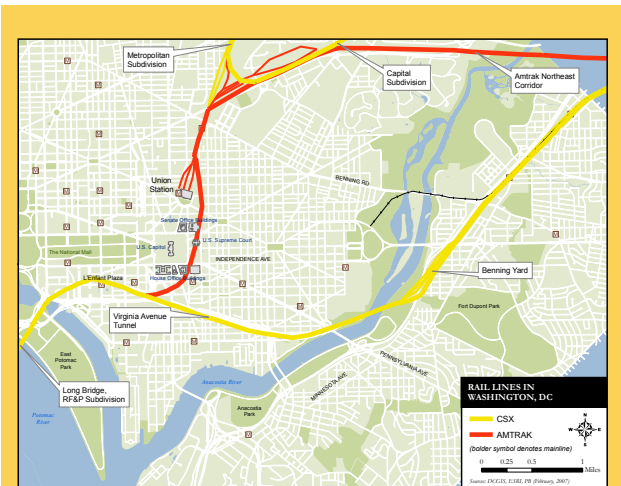 Metropolitan
Subdivision
Capital
Subdivision
Amtrak Northeast
Corridor
Union
Station
BENNING RD
Senate Office Buildings
U.S. Capitol
U.S. Supreme Court
The National Mall
INDEPENDENCE AVE
L'Enfant Plaza
House Office Buildings
Benning Yard
Virginia Avenue
Tunnel
Fort Dupont Park
East
Potomac
Park
PENNSYLVANIA AVE
Long Bridge,
RF&P Subdivision
Anacostia River
MINNESOTA AVE
Potomac
River
Anacostia
Park
RAIL LINES IN
WASHINGTON, DC
CSX
AMTRAK
N
W
E
S
(border symbol denotes mainline)
0 0.25 0.5 1
Miles
Source: DCGIS, ESRI, PB (February, 2007)